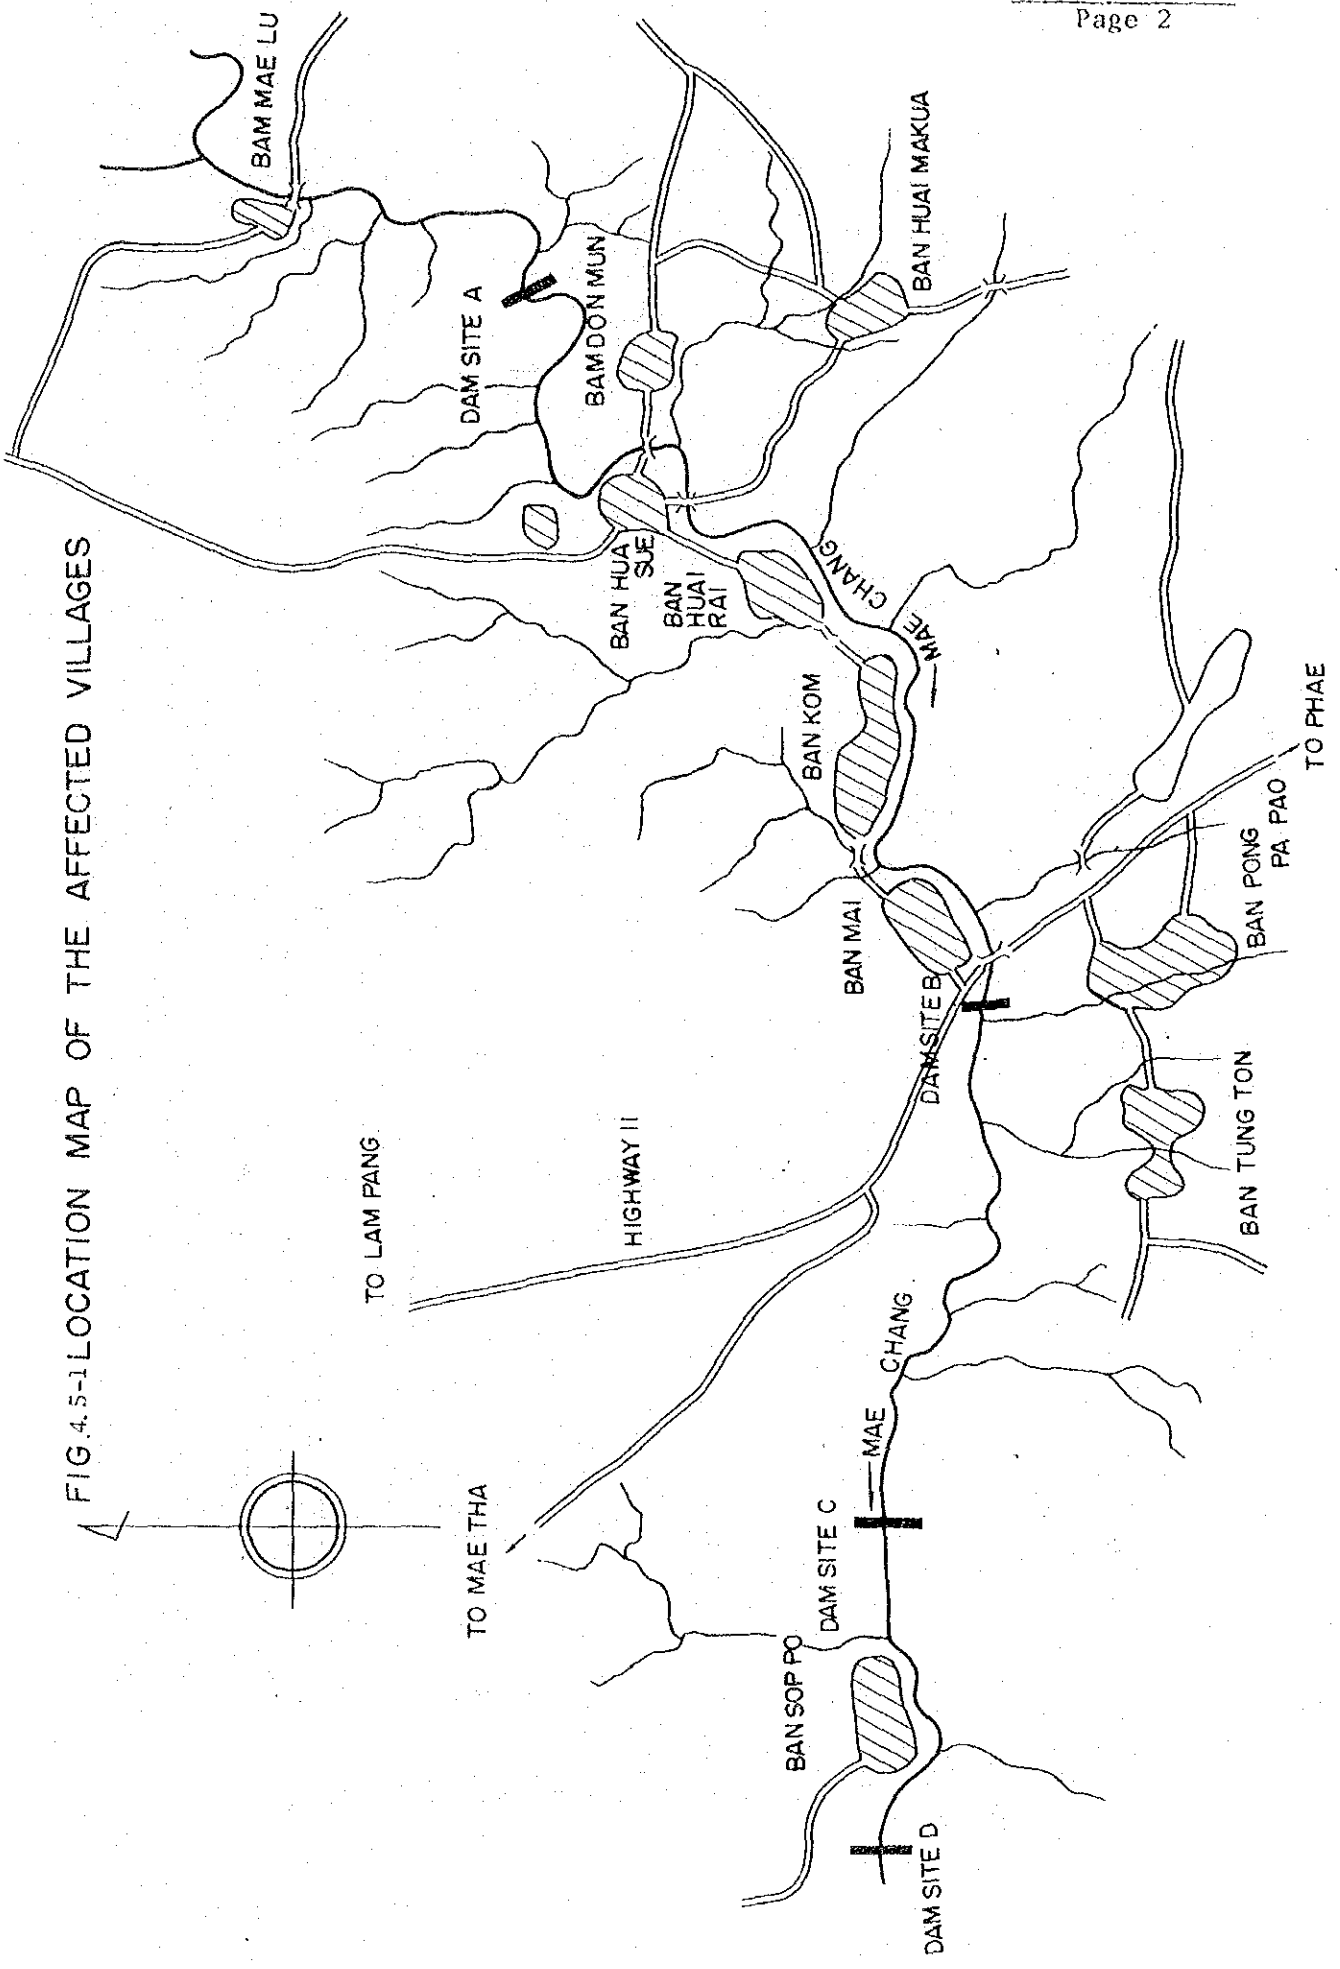 Page 2
FIG.4.5-1 LOCATION MAP OF THE AFFECTED VILLAGES
BAM MAE LU
DAM SITE A
BAM DON MUN
BAN HUAI MAKUA
BAN HUA
SUE
BAN
HUAI
RAI
MAE CHANG
BAN KOM
BAN MAI
DAM SITE B
TO PHAE
BAN PONG
PA PAO
BAN TUNG TON
TO LAM PANG
HIGHWAY 11
TO MAE THA
MAE CHANG
DAM SITE C
BAN SOP PO
DAM SITE D